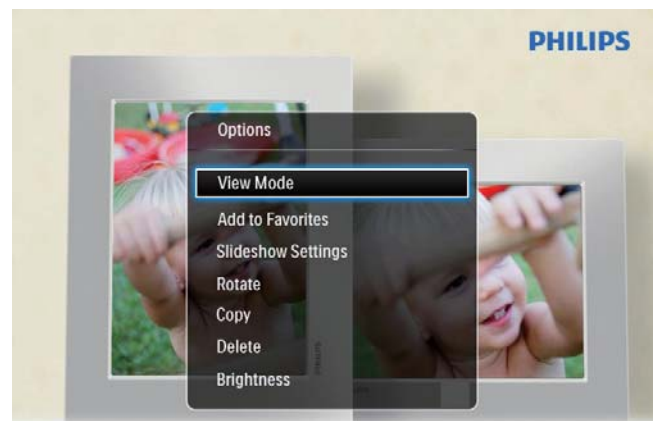 PHILIPS
Options
View Mode
Add to Favorites
Slideshow Settings
Rotate
Copy
Delete
Brightness